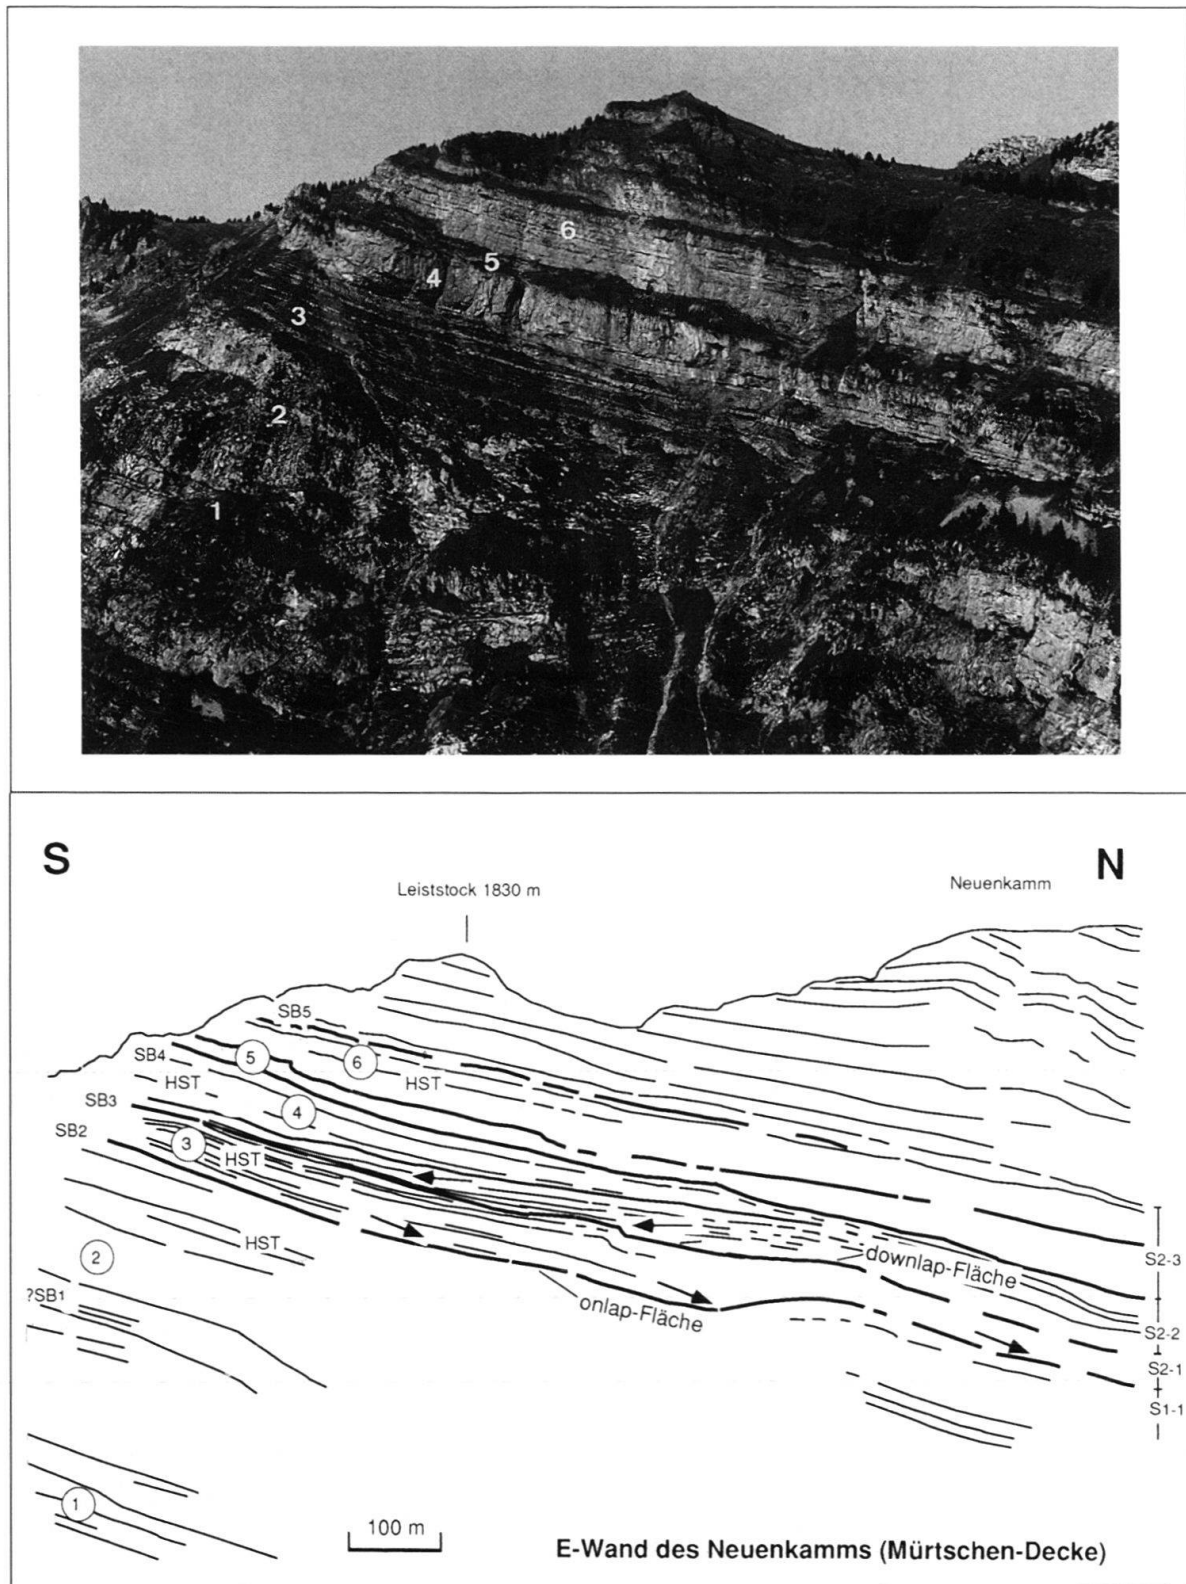 6
5
4
3
2
1
S
N
Leiststock 1830 m
Neuenkamm
SB5
SB4
5
6
HST
HST
SB3
4
SB2
3
HST
HST
2
?SB1
downlap-Fläche
onlap-Fläche
S2-3
S2-2
S2-1
S1-1
1
100 m
E-Wand des Neuenkamms (Mürtschen-Decke)